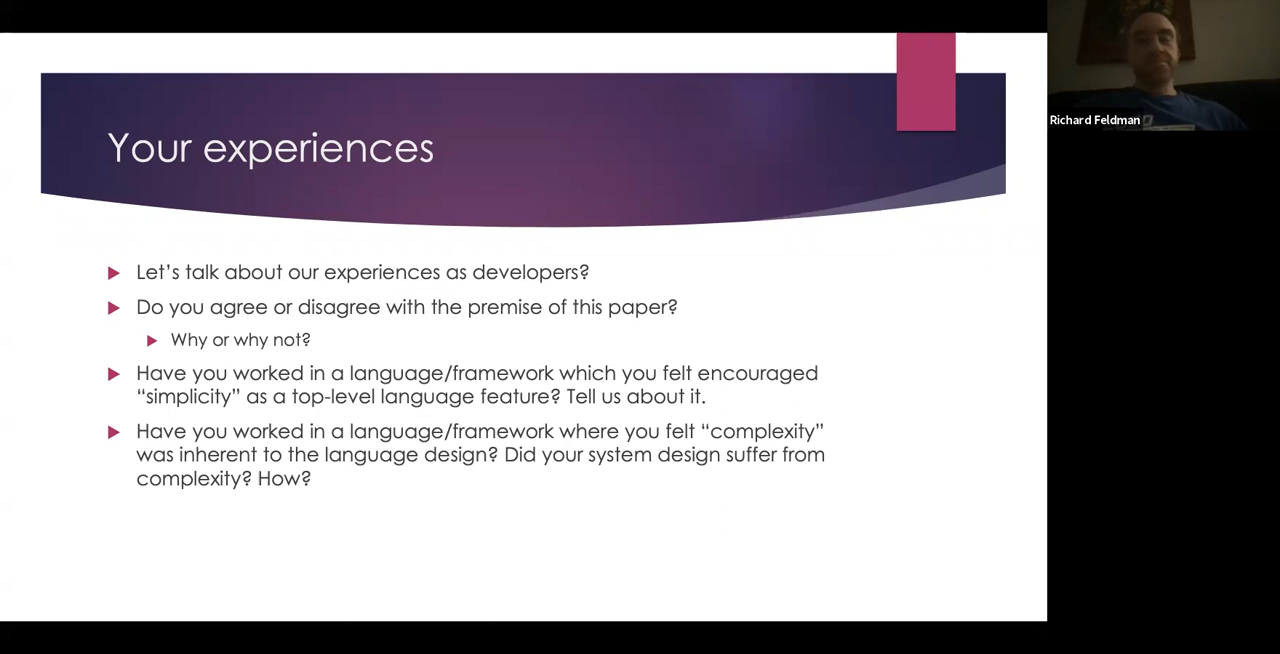 Your experiences
Let’s talk about our experiences as developers?
Do you agree or disagree with the premise of this paper?
Why or why not?
Have you worked in a language/framework which you felt encouraged
“simplicity” as a top-level language feature? Tell us about it.
Have you worked in a language/framework where you felt “complexity”
was inherent to the language design? Did your system design suffer from
complexity? How?
Richard Feldman